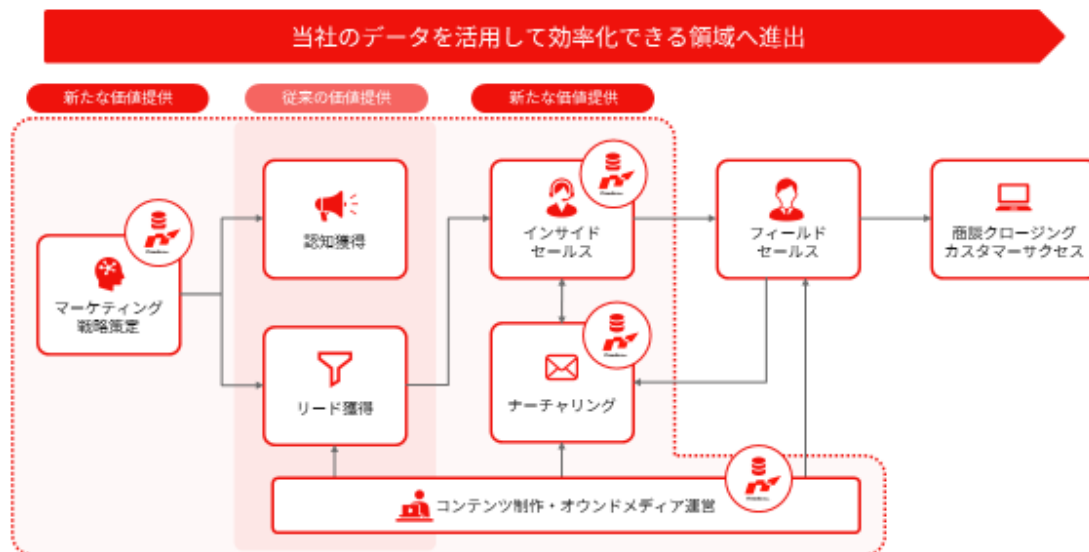 当社のデータを活用して効率化できる領域へ進出
新たな価値提供
従来の価値提供
新たな価値提供
マーケティング
戦略策定
認知獲得
リード獲得
インサイド
セールス
ナーチャリング
フィールド
セールス
商談クロージング
カスタマーサクセス
コンテンツ制作・オウンドメディア運営